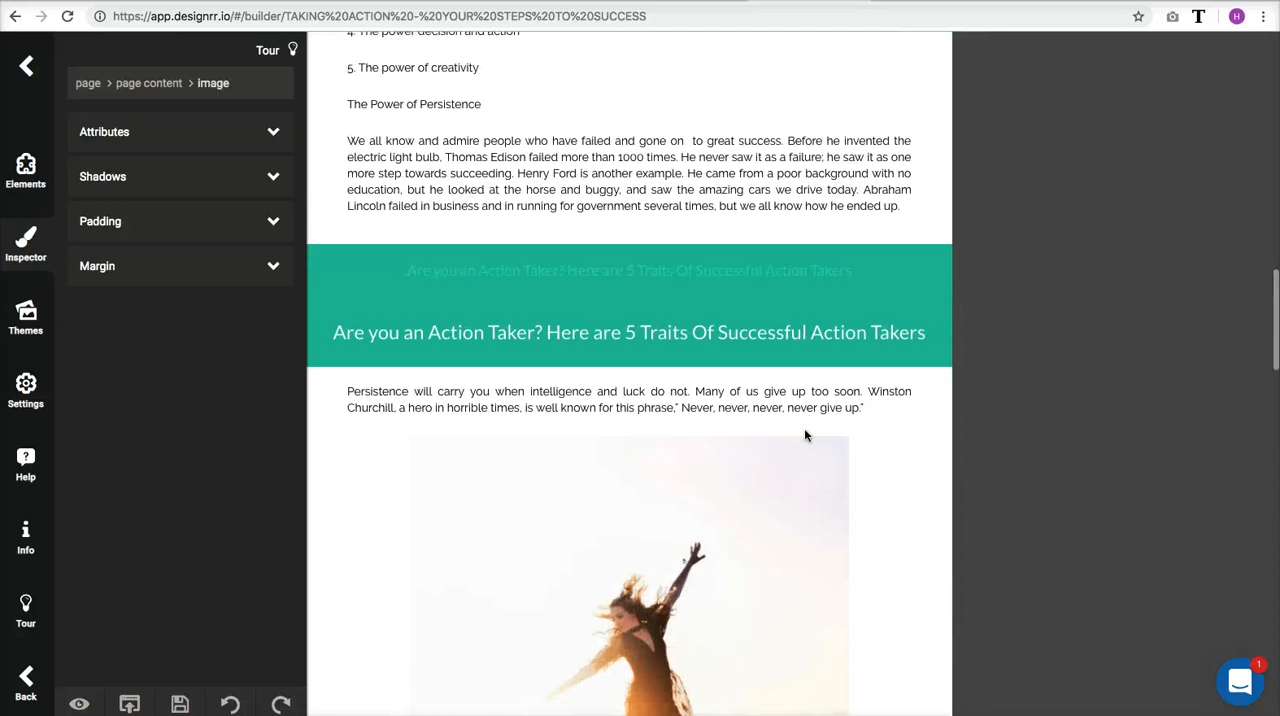 https://app.designrr.io/#/builder/TAKING%20ACTION%20-%20YOUR%20STEPS%20TO%20SUCCESS
T
H
Tour
page > page content > image
Attributes
Shadows
Padding
Margin
Elements
Inspector
Themes
Settings
Help
Info
Tour
Back
4. The power decision and action
5. The power of creativity
The Power of Persistence
We all know and admire people who have failed and gone on to great success. Before he invented the
electric light bulb, Thomas Edison failed more than 1000 times. He never saw it as a failure; he saw it as one
more step towards succeeding. Henry Ford is another example. He came from a poor background with no
education, but he looked at the horse and buggy, and saw the amazing cars we drive today. Abraham
Lincoln failed in business and in running for government several times, but we all know how he ended up.
Are you an Action Taker? Here are 5 Traits Of Successful Action Takers
Are you an Action Taker? Here are 5 Traits Of Successful Action Takers
Persistence will carry you when intelligence and luck do not. Many of us give up too soon. Winston
Churchill, a hero in horrible times, is well known for this phrase,” Never, never, never, never give up.”
1